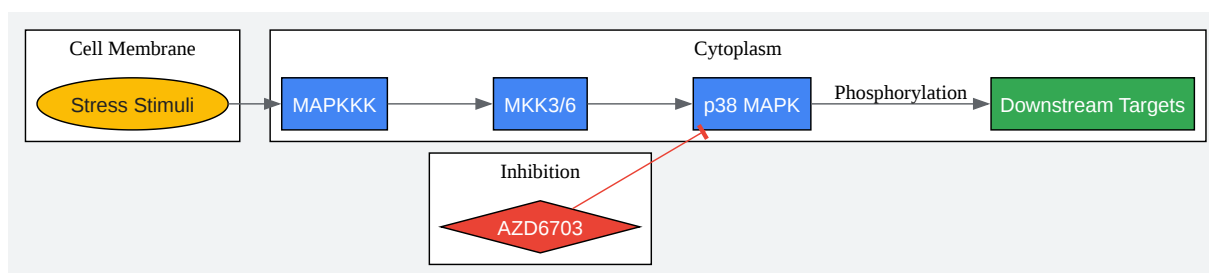 Cell Membrane
Cytoplasm
Stress Stimuli
MAPKKK
MKK3/6
p38 MAPK
Phosphorylation
Downstream Targets
Inhibition
AZD6703